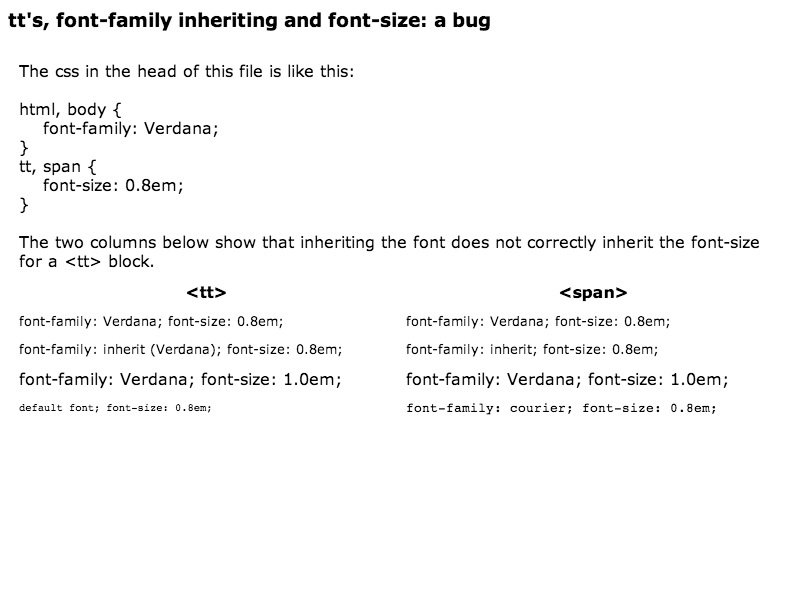 tt's, font-family inheriting and font-size: a bug
The css in the head of this file is like this:
html, body {
font-family: Verdana;
}
tt, span {
font-size: 0.8em;
}
The two columns below show that inheriting the font does not correctly inherit the font-size
for a <tt> block.
<tt> <span>
font-family: Verdana; font-size: 0.8em; font-family: Verdana; font-size: 0.8em;
font-family: inherit (Verdana); font-size: 0.8em; font-family: inherit; font-size: 0.8em;
font-family: Verdana; font-size: 1.0em; font-family: Verdana; font-size: 1.0em;
default font; font-size: 0.8em; font-family: courier; font-size: 0.8em;